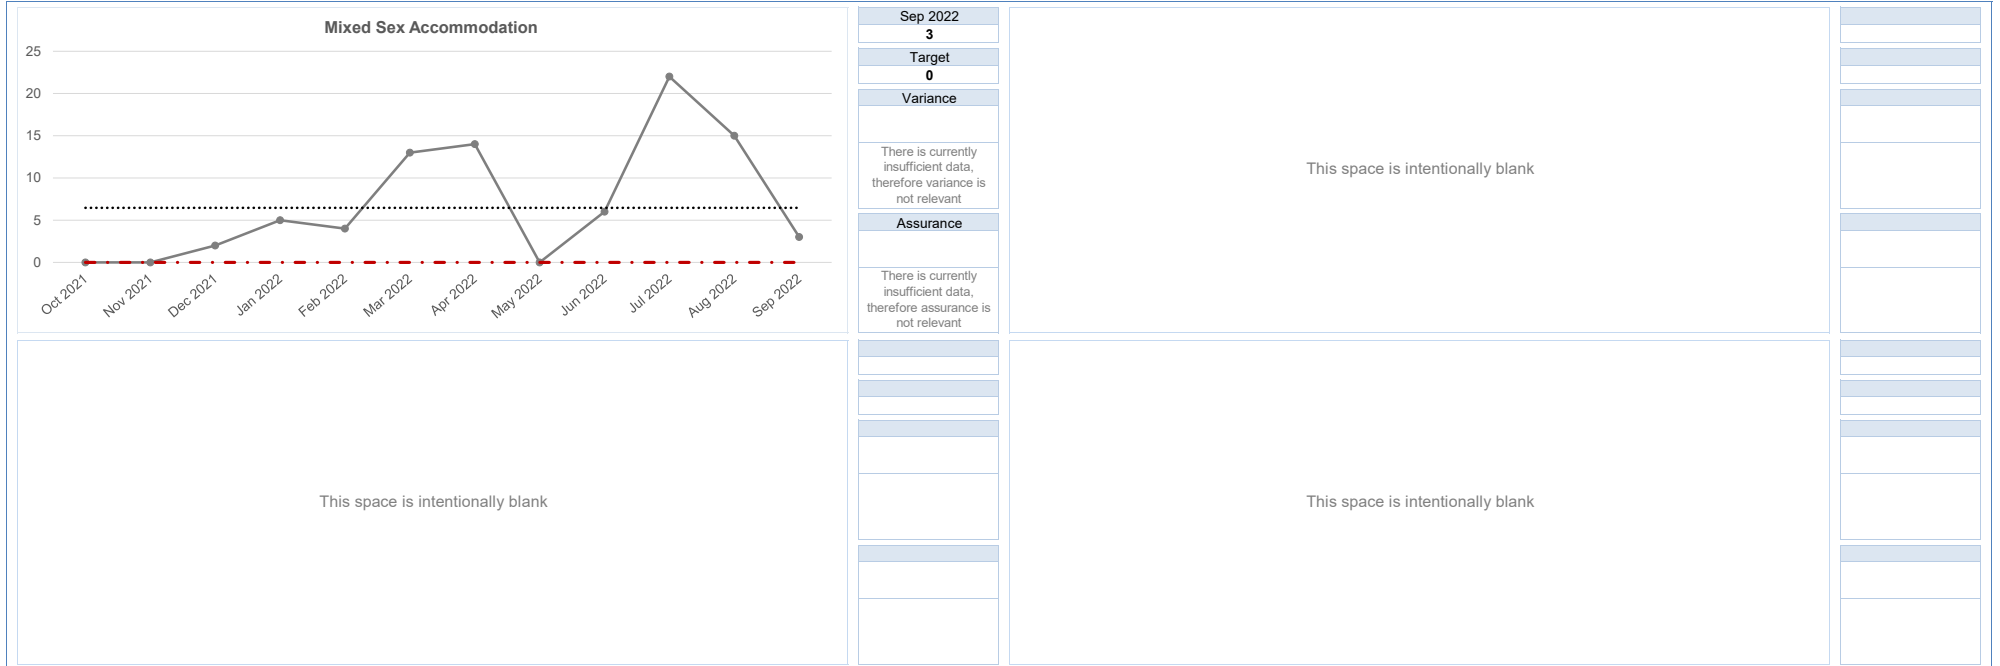 Mixed Sex Accommodation
25
20
15
10
5
0
Oct 2021
Nov 2021
Dec 2021
Jan 2022
Feb 2022
Mar 2022
Apr 2022
May 2022
Jun 2022
Jul 2022
Aug 2022
Sep 2022
Sep 2022
3
Target
0
Variance
There is currently
insufficient data,
therefore variance is
not relevant
Assurance
There is currently
insufficient data,
therefore assurance is
not relevant
This space is intentionally blank
This space is intentionally blank
This space is intentionally blank